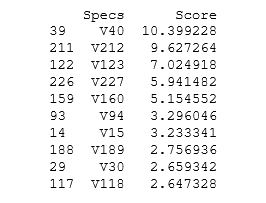 Specs Score
39 V40 10.399228
211 V212 9.627264
122 V123 7.024918
226 V227 5.941482
159 V160 5.154552
93 V94 3.296046
14 V15 3.233341
188 V189 2.756936
29 V30 2.659342
117 V118 2.647328